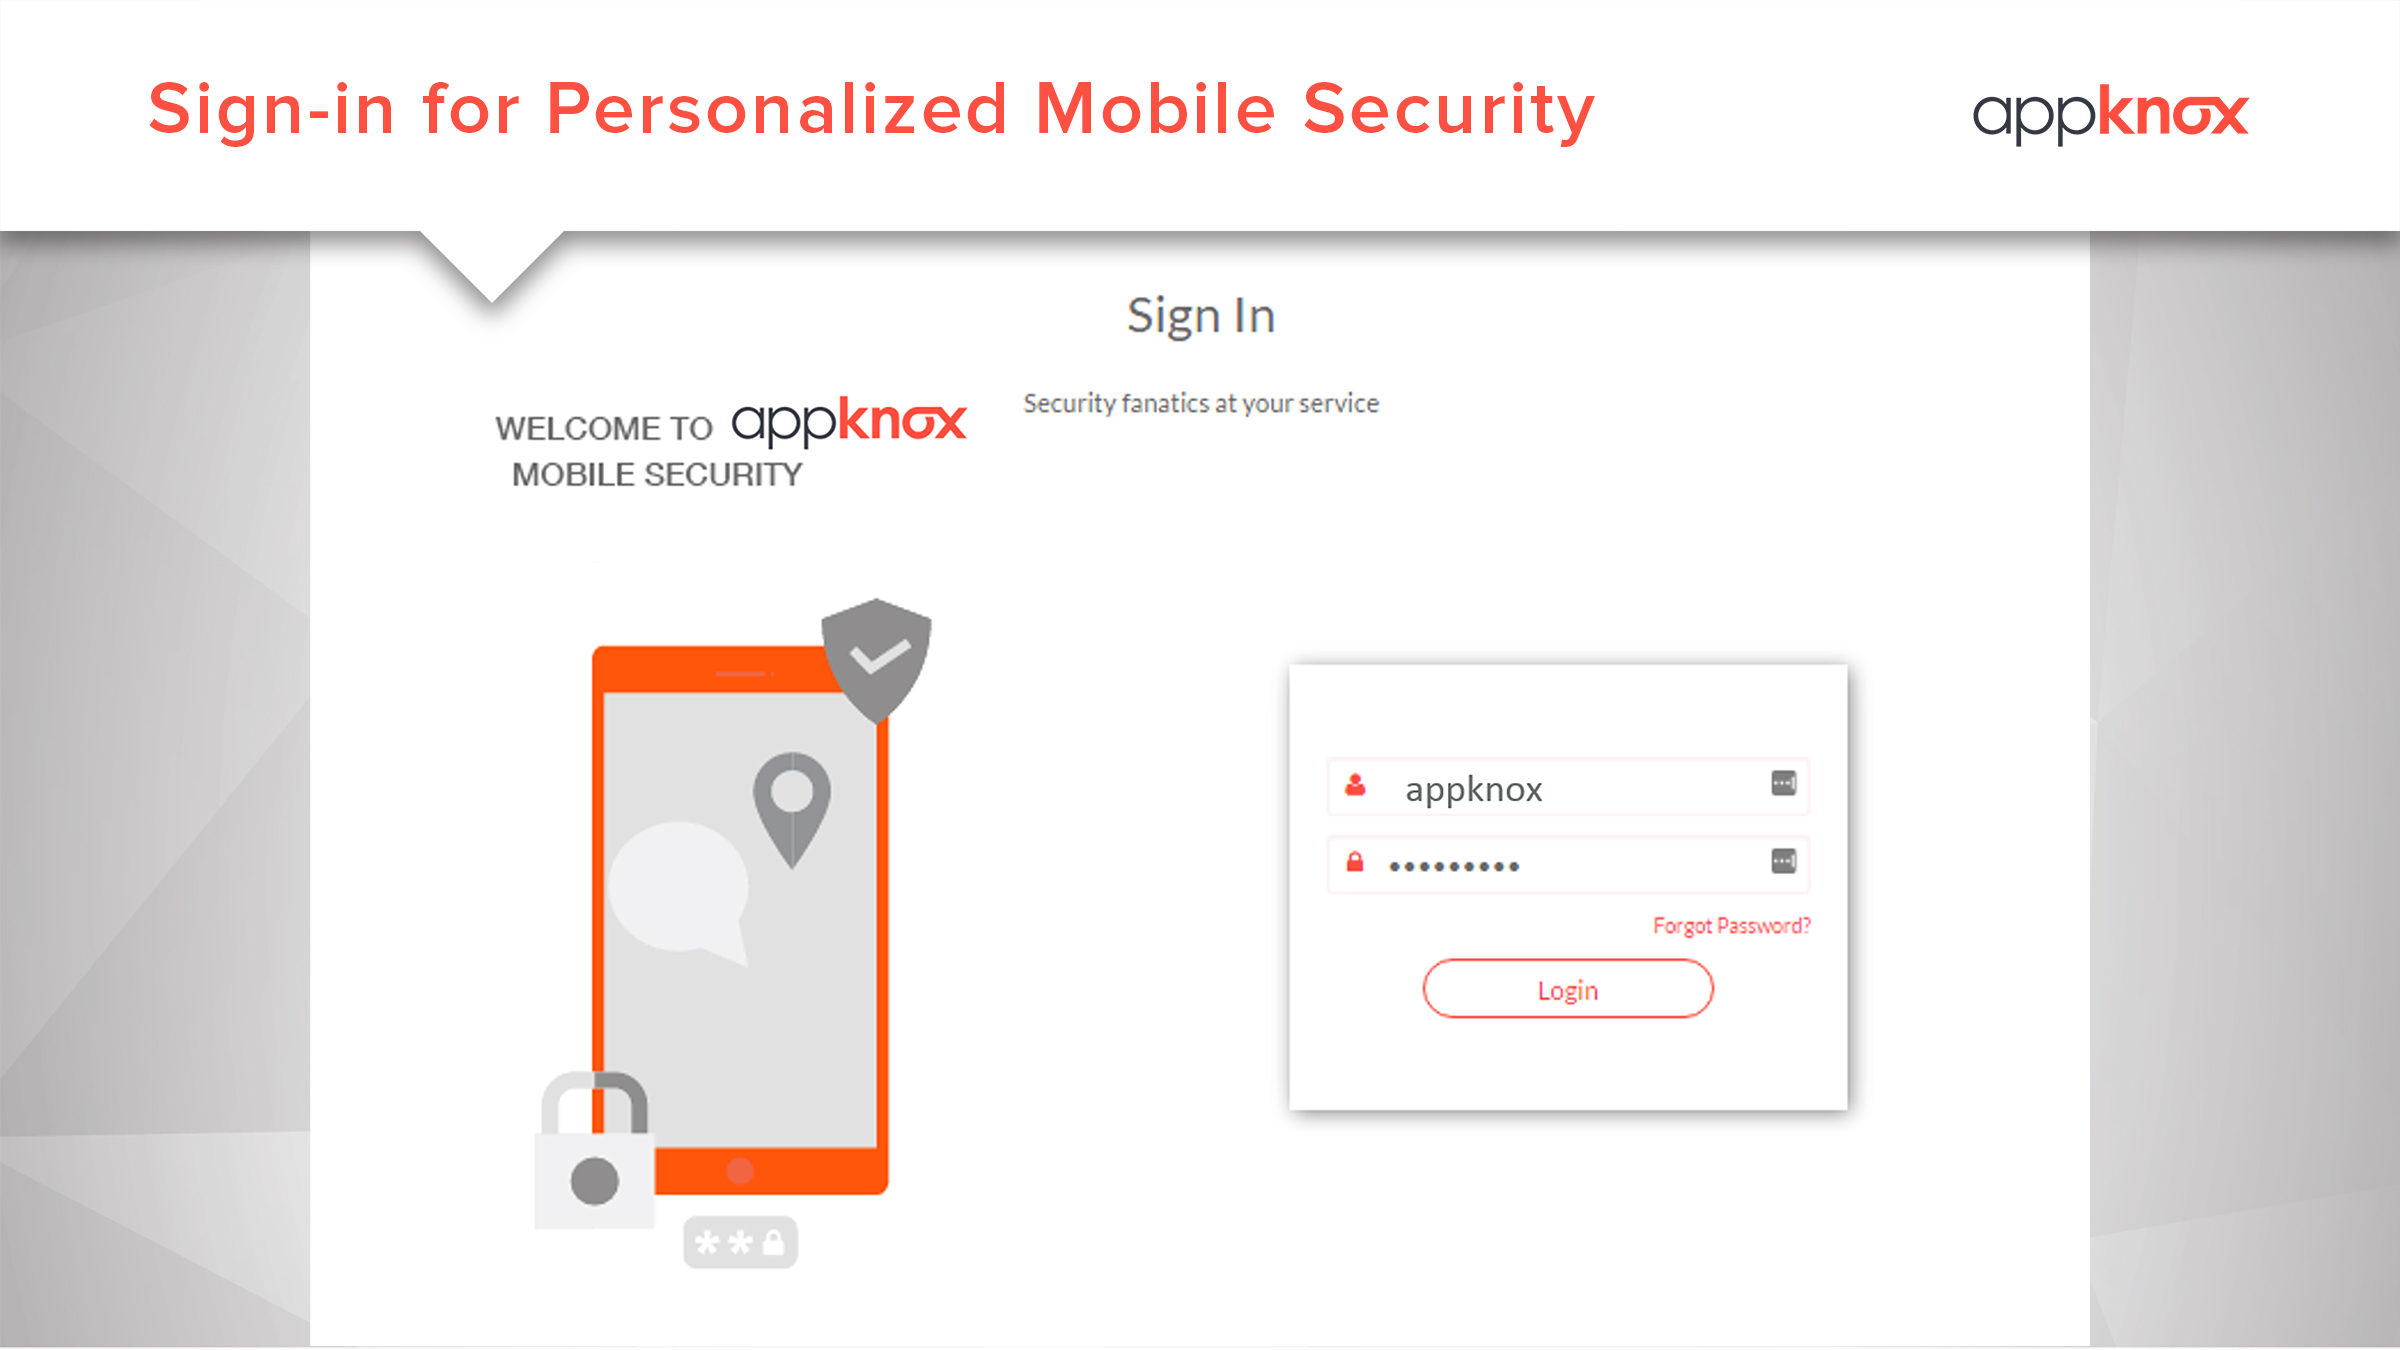 Sign-in for Personalized Mobile Security
appknox
Sign In
Security fanatics at your service
WELCOME TO appknox
MOBILE SECURITY
appknox
•••••••••
Forgot Password?
Login
**